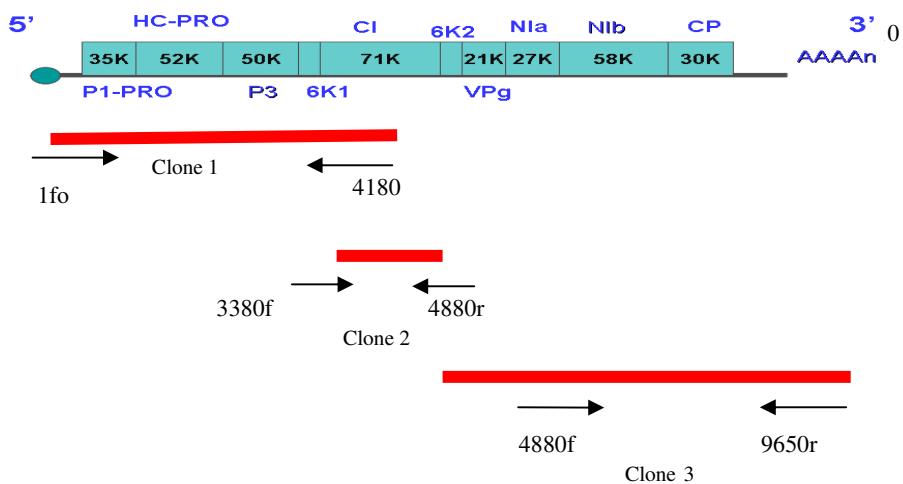 5’ HC-PRO CI 6K2 NIa NIb CP 3’ 0
35K 52K 50K 71K 21K 27K 58K 30K AAAAn
P1-PRO P3 6K1 VPg
Clone 1
1fo 4180
3380f 4880r
Clone 2
4880f 9650r
Clone 3